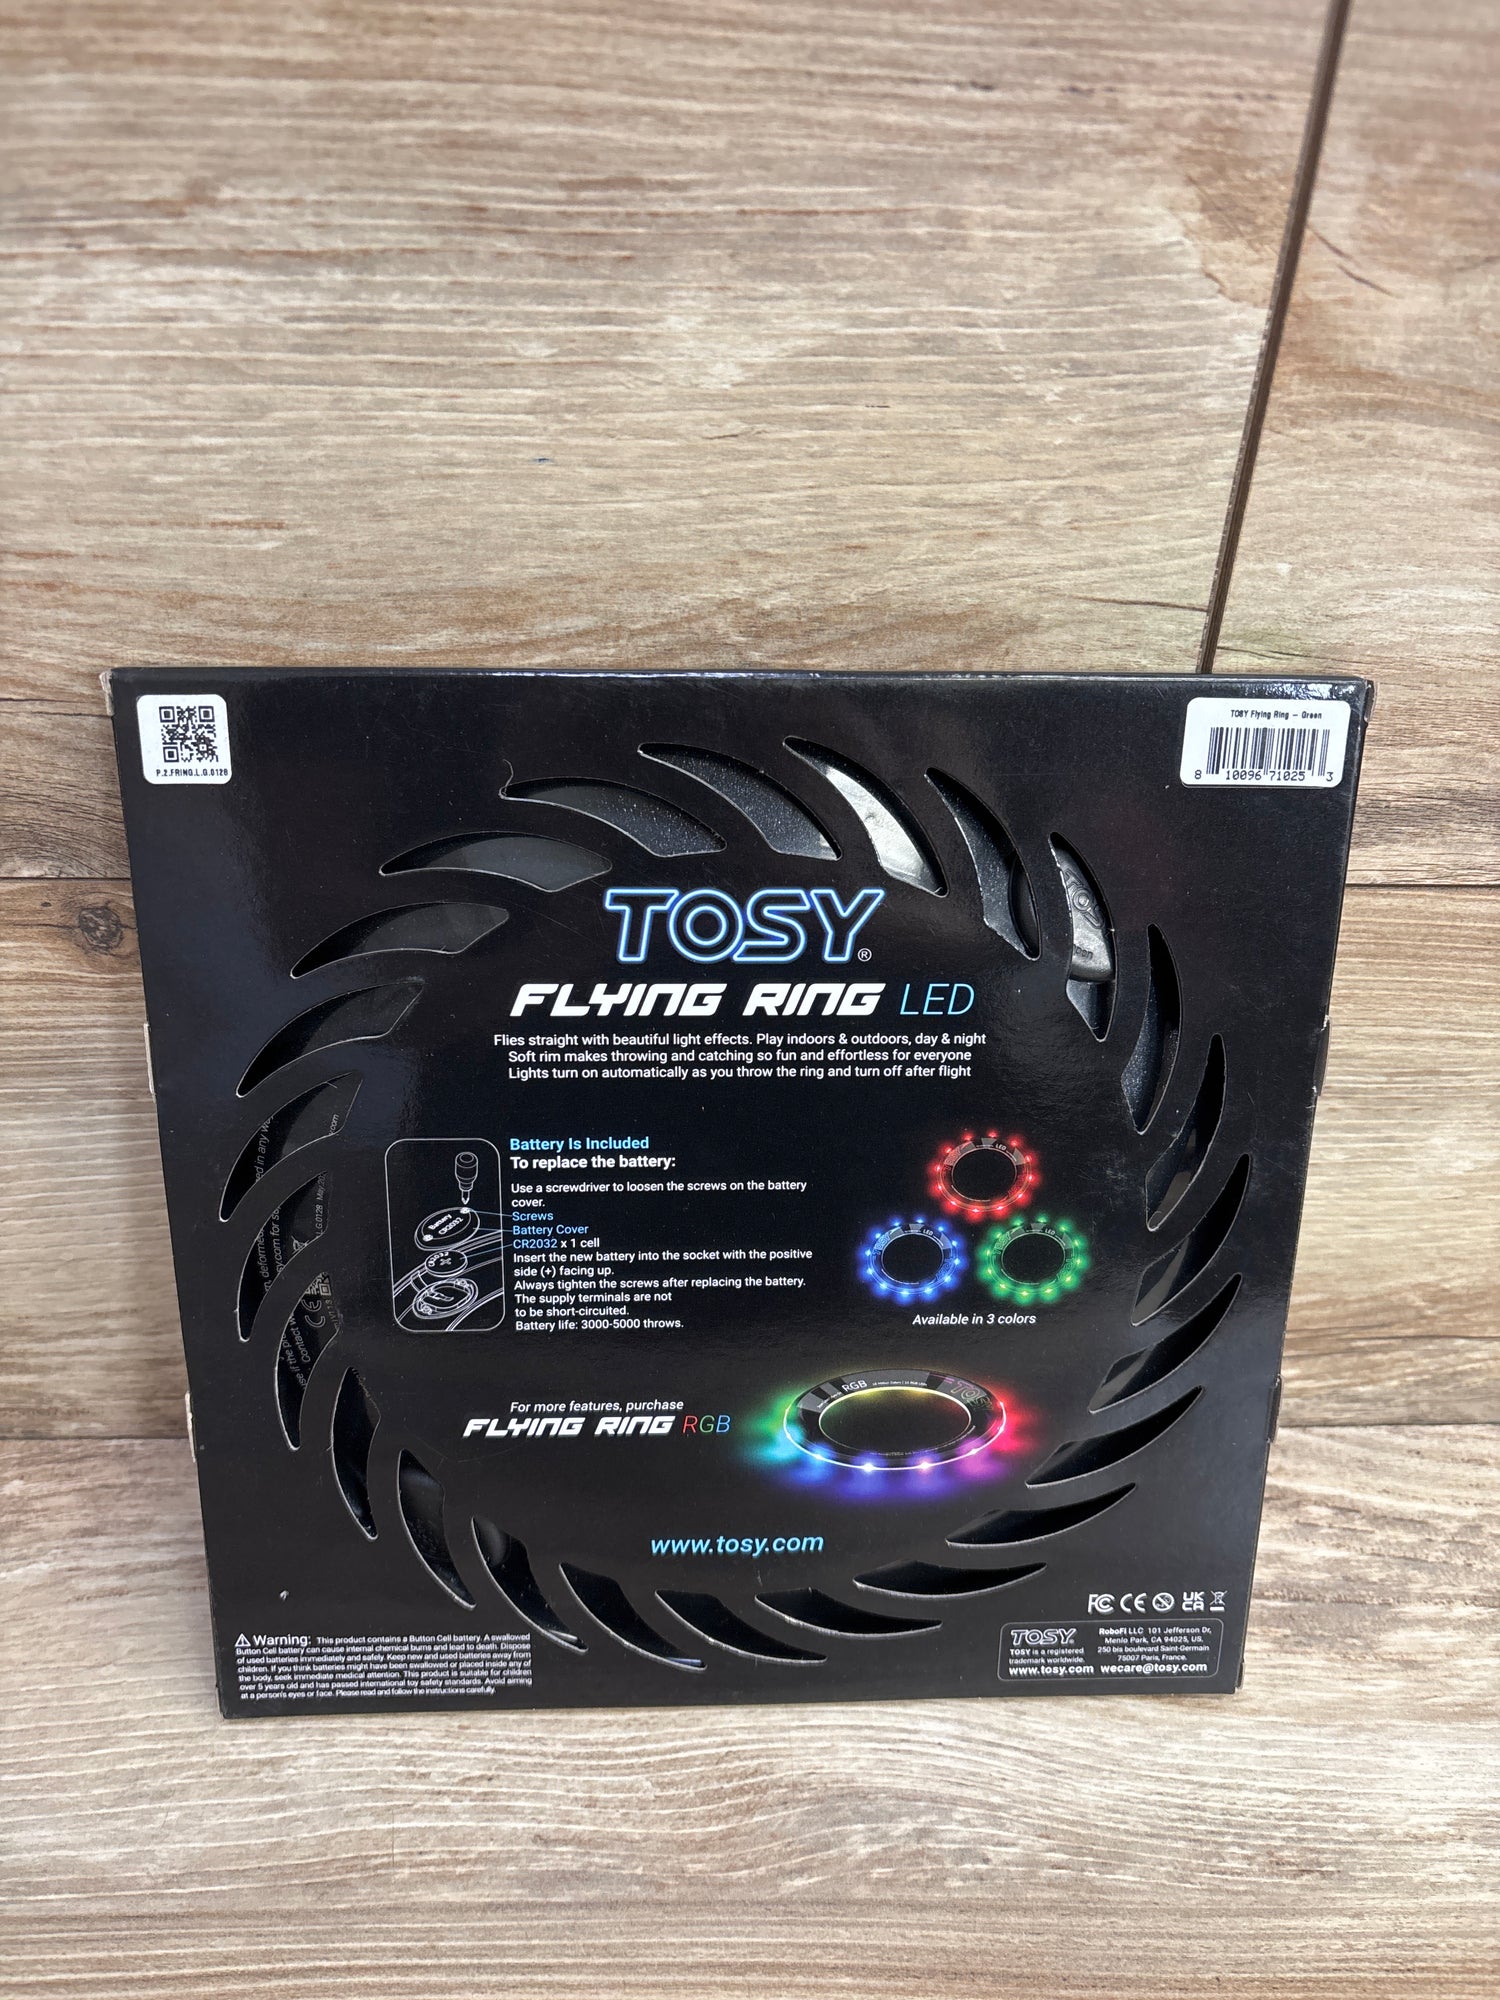 P.2.FRING.L.G.0128
TOSY Flying Ring – Green
8 10096 71025 3
TOSY®
FLYING RING LED
Flies straight with beautiful light effects. Play indoors & outdoors, day & night
Soft rim makes throwing and catching so fun and effortless for everyone
Lights turn on automatically as you throw the ring and turn off after flight
Battery Is Included
To replace the battery:
Use a screwdriver to loosen the screws on the battery
cover.
Screws
Battery Cover
CR2032 x 1 cell
Insert the new battery into the socket with the positive
side (+) facing up.
Always tighten the screws after replacing the battery.
The supply terminals are not
to be short-circuited.
Battery life: 3000-5000 throws.
Battery
CR2032
LED
LED
LED
Available in 3 colors
For more features, purchase
FLYING RING RGB
RGB
TOSY
www.tosy.com
Warning: This product contains a Button Cell battery. A swallowed
Button Cell battery can cause internal chemical burns and lead to death. Dispose
of used batteries immediately and safely. Keep new and used batteries away from
children. If you think batteries might have been swallowed or placed inside any of
the body, seek immediate medical attention. This product is suitable for children
over 5 years old and has passed international toy safety standards. Avoid aiming
at a person's eyes or face. Please read and follow the instructions carefully.
FC CE UK CA
TOSY®
TOSY is a registered
trademark worldwide.
www.tosy.com
RoboFi LLC 101 Jefferson Dr,
Menlo Park, CA 94025, US.
250 bis boulevard Saint-Germain
75007 Paris, France.
wecare@tosy.com